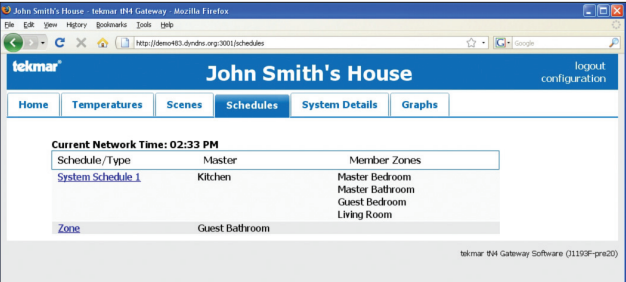 John Smith's House - tekmar tN4 Gateway - Mozilla Firefox
File Edit View History Bookmarks Tools Help
http://demo483.dyndns.org:3001/schedules
Google
tekmar
John Smith's House
logout
configuration
Home Temperatures Scenes Schedules System Details Graphs
Current Network Time: 02:33 PM
Schedule/Type Master Member Zones
System Schedule 1 Kitchen Master Bedroom
Master Bathroom
Guest Bedroom
Living Room
Zone Guest Bathroom
tekmar tN4 Gateway Software (J1193F-pre20)